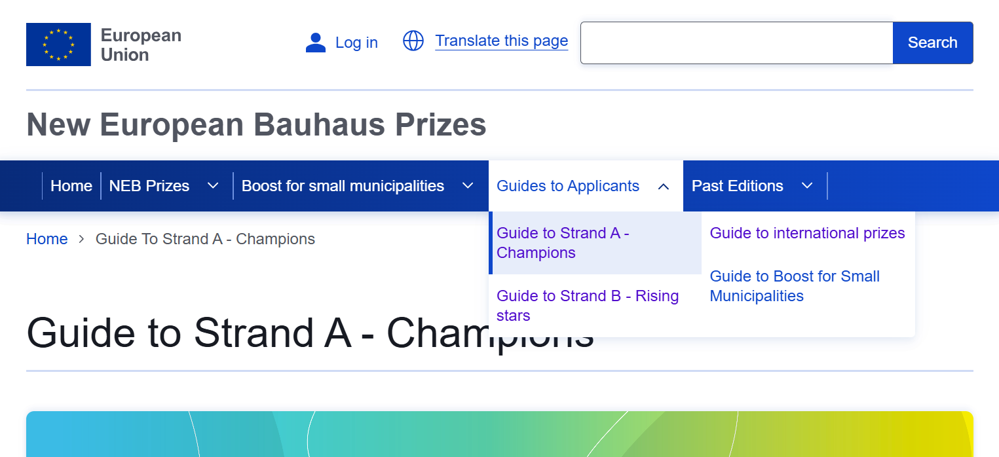 European
Union
Log in
Translate this page
Search
New European Bauhaus Prizes
Home
NEB Prizes
Boost for small municipalities
Guides to Applicants
Past Editions
Home > Guide To Strand A - Champions
Guide to Strand A -
Champions
Guide to Strand B - Rising
stars
Guide to international prizes
Guide to Boost for Small
Municipalities
Guide to Strand A - Champions